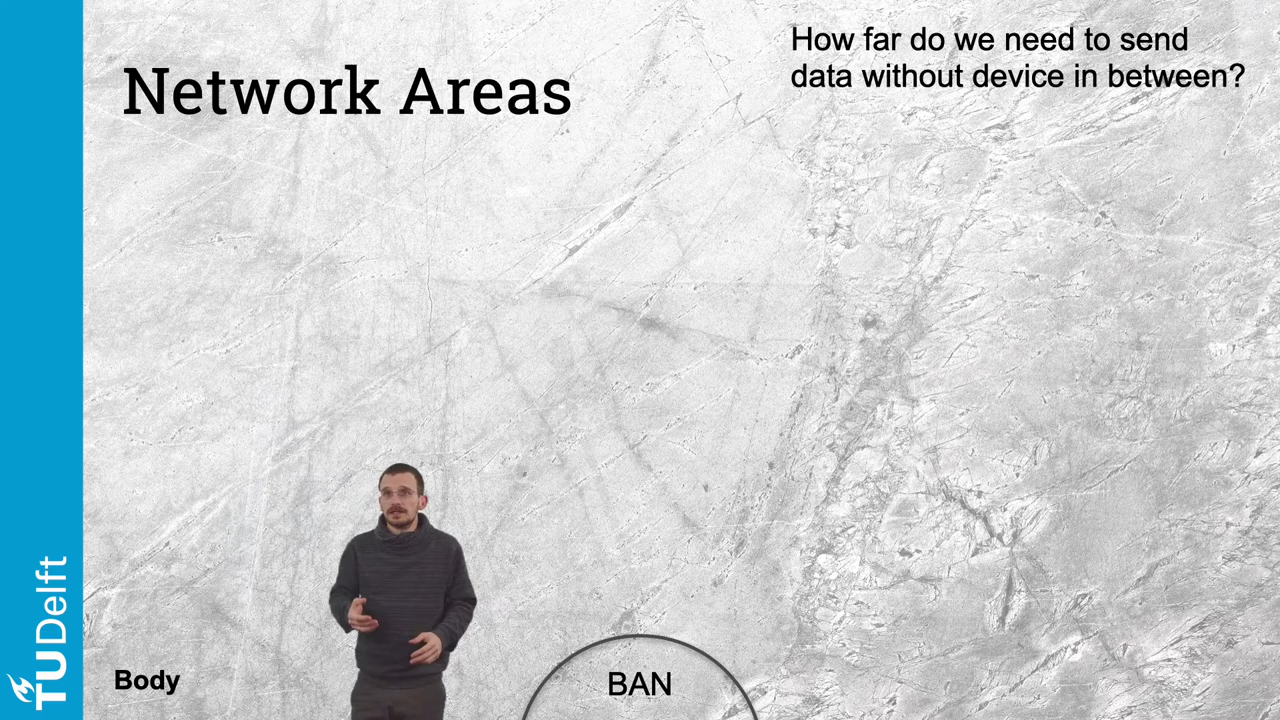 Network Areas
How far do we need to send
data without device in between?
Body
BAN
TUDelft